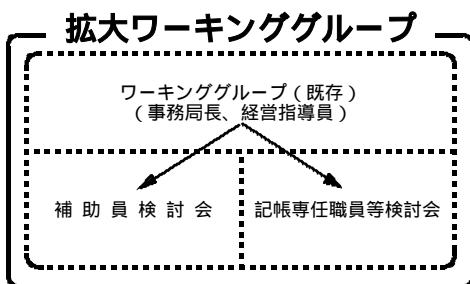 拡大ワーキンググループ
ワーキンググループ（既存）
（事務局長、経営指導員）
補助員検討会
記帳専任職員等検討会